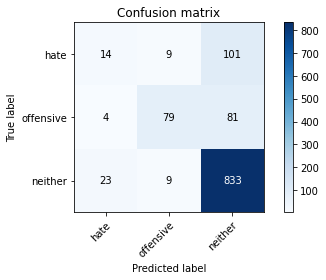 Confusion matrix
hate 14 9 101
offensive 4 79 81
neither 23 9 833
hate offensive neither
True label
Predicted label
800
700
600
500
400
300
200
100